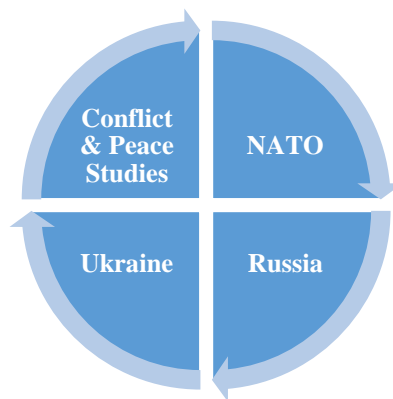 Conflict
& Peace
Studies
NATO
Ukraine
Russia